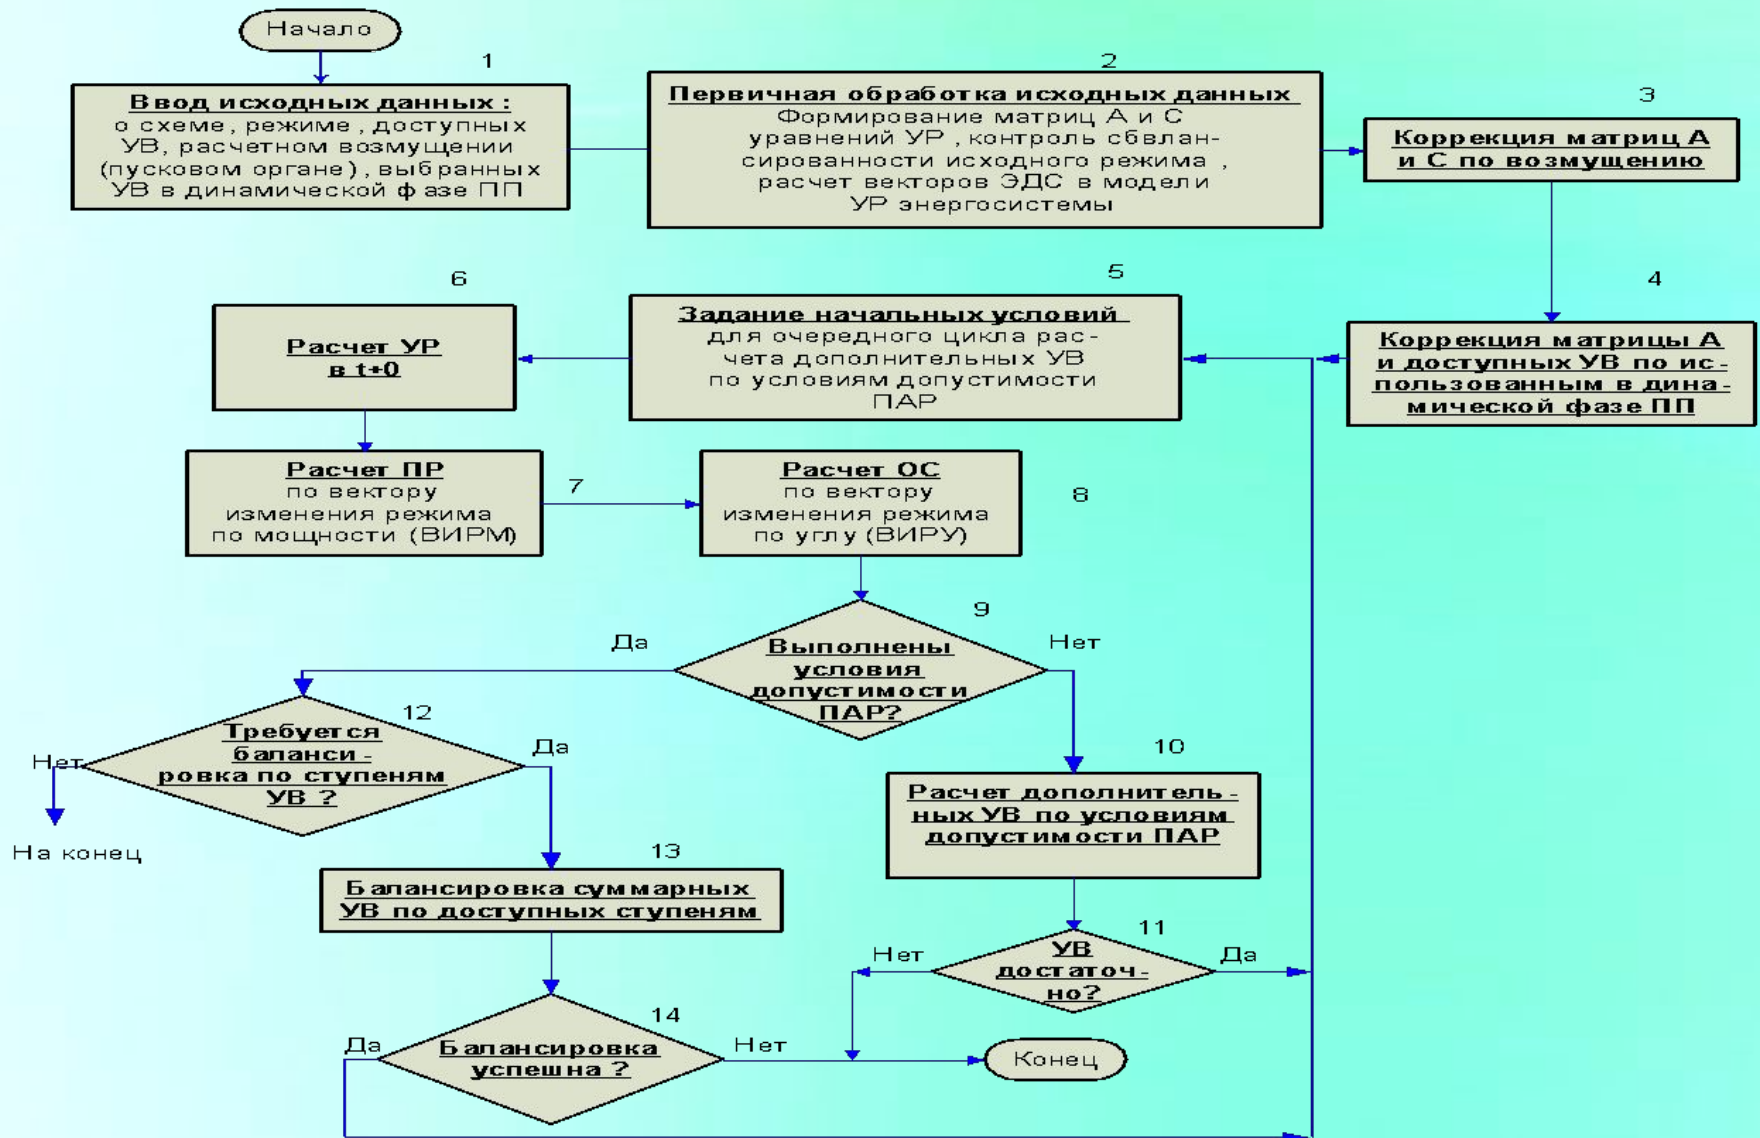 Начало
1
Ввод исходных данных :
о схеме, режиме, доступных
УВ, расчетном возмущении
(пусковом органе), выбранных
УВ в динамической фазе ПП
2
Первичная обработка исходных данных
Формирование матриц А и С
уравнений УР , контроль сбвлан-
сированности исходного режима ,
расчет векторов ЭДС в модели
УР энергосистемы
3
Коррекция матриц А
и С по возмущению
4
Коррекция матрицы А
и доступных УВ по ис-
пользованным в дина-
мической фазе ПП
5
Задание начальных условий
для очередного цикла рас-
чета дополнительных УВ
по условиям допустимости
ПАР
6
Расчет УР
в t+0
Расчет ПР
по вектору
изменения режима
по мощности (ВИРМ)
7
Расчет ОС
по вектору
изменения режима
по углу (ВИРУ)
8
9
Да
Нет
Выполнены
условия
допустимости
ПАР?
12
Требуется
баланси -
ровка по ступеням
УВ ?
Нет
Да
На конец
10
Расчет дополнитель -
ных УВ по условиям
допустимости ПАР
13
Балансировка суммарных
УВ по доступных ступеням
11
УВ
достаточ-
но?
Нет
Да
14
Балансировка
успешна ?
Да
Нет
Конец